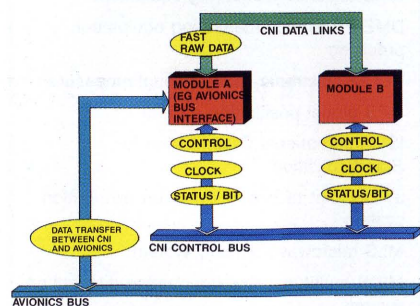 FAST
RAW DATA
CNI DATA LINKS
MODULE A
(EG AVIONICS
BUS
INTERFACE)
MODULE B
CONTROL
CLOCK
STATUS / BIT
CONTROL
CLOCK
STATUS/BIT
DATA TRANSFER
BETWEEN CNI
AND AVIONICS
CNI CONTROL BUS
AVIONICS BUS